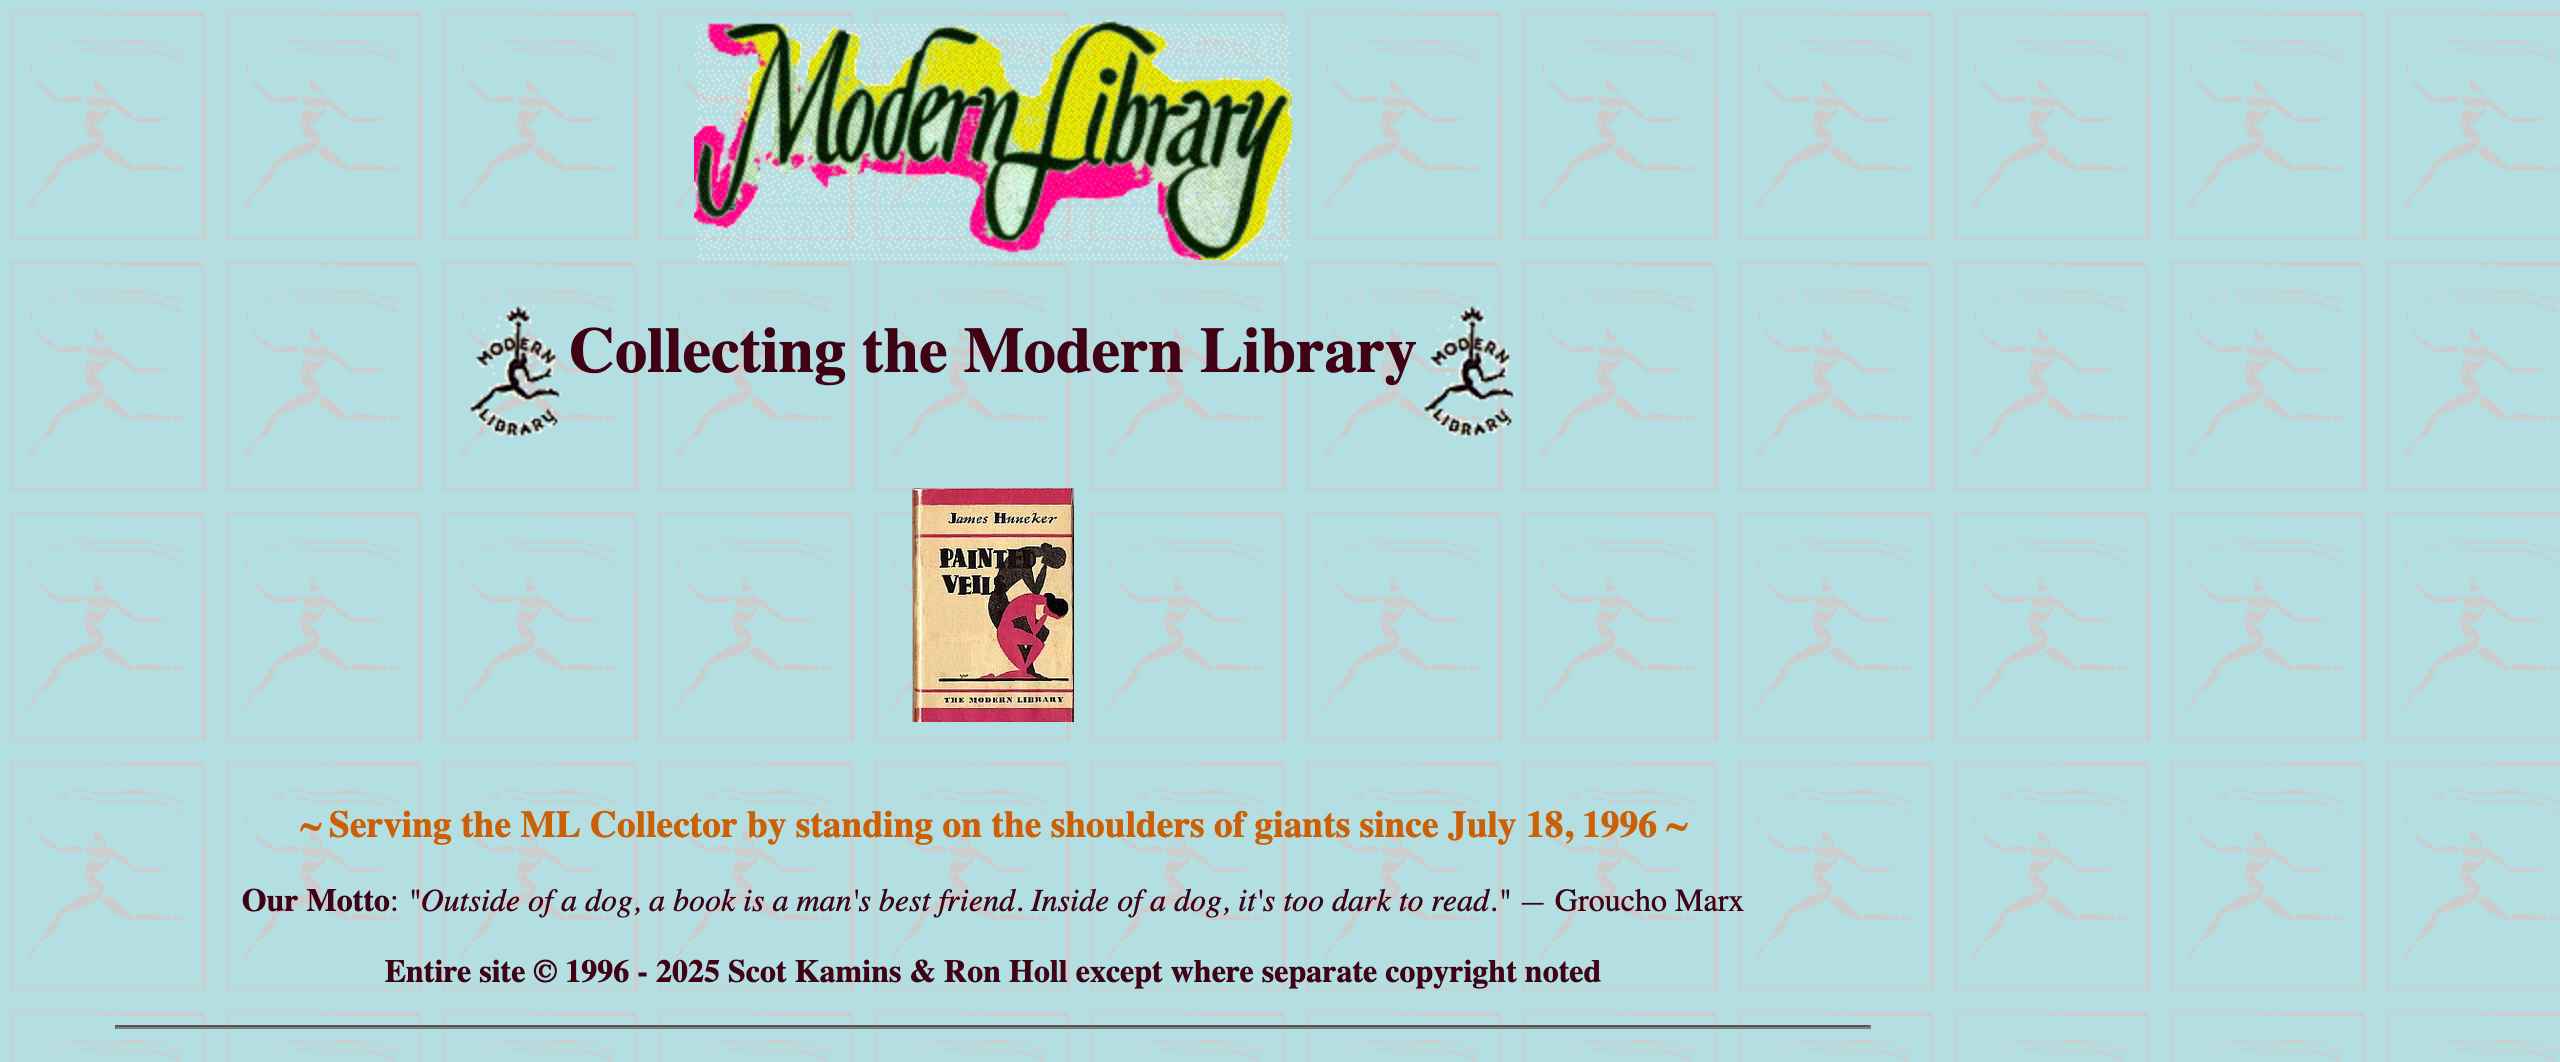 Modern Library
MODERN
LIBRARY
Collecting the Modern Library
MODERN
LIBRARY
James Huneker
PAINTED
VEILS
THE MODERN LIBRARY
~ Serving the ML Collector by standing on the shoulders of giants since July 18, 1996 ~
Our Motto: "Outside of a dog, a book is a man's best friend. Inside of a dog, it's too dark to read." — Groucho Marx
Entire site © 1996 - 2025 Scot Kamins & Ron Holl except where separate copyright noted